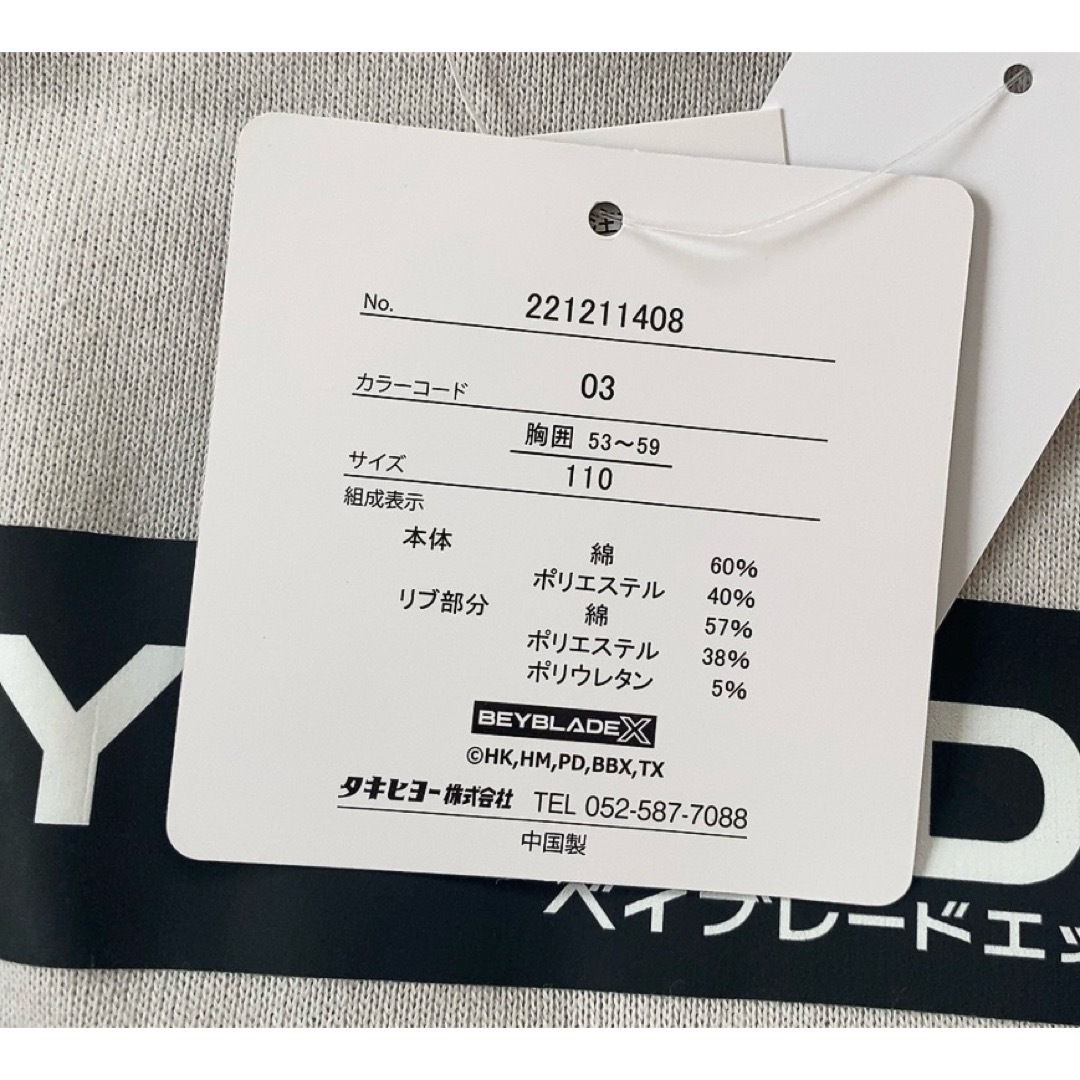 No. 221211408
カラーコード 03
胸囲 53～59
サイズ 110
組成表示
本体 綿 60%
ポリエステル 40%
リブ部分 綿 57%
ポリエステル 38%
ポリウレタン 5%
BEYBLADE X
©HK,HM,PD,BBX,TX
タキヒヨー株式会社 TEL 052-587-7088
中国製
Y D
ベイブレードエッ